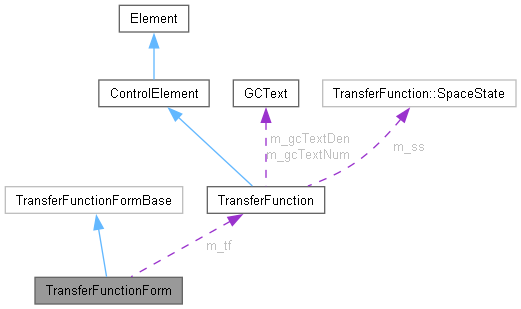 Element
ControlElement
GCText
TransferFunction::SpaceState
m_gcTextDen
m_gcTextNum
m_ss
TransferFunctionFormBase
TransferFunction
m_tf
TransferFunctionForm